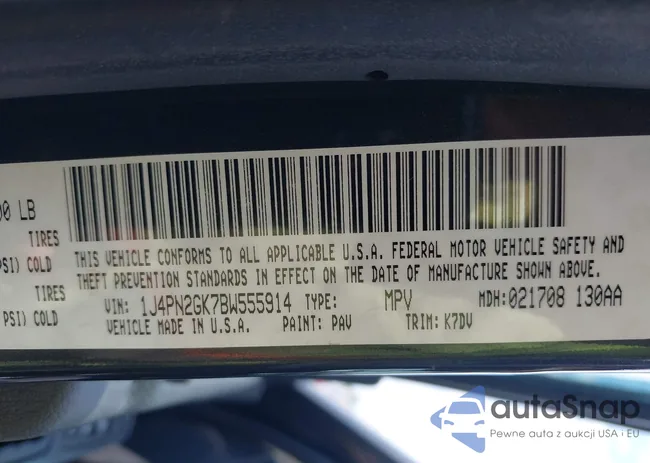 00 LB
TIRES
PSI) COLD
TIRES
PSI) COLD
THIS VEHICLE CONFORMS TO ALL APPLICABLE U.S.A. FEDERAL MOTOR VEHICLE SAFETY AND
THEFT PREVENTION STANDARDS IN EFFECT ON THE DATE OF MANUFACTURE SHOWN ABOVE.
VIN: 1J4PN2GK7BW555914 TYPE: MPV MDH:021708 130AA
VEHICLE MADE IN U.S.A. PAINT: PAV TRIM: K7DV
autaSnap
Pewne auta z aukcji USA i EU